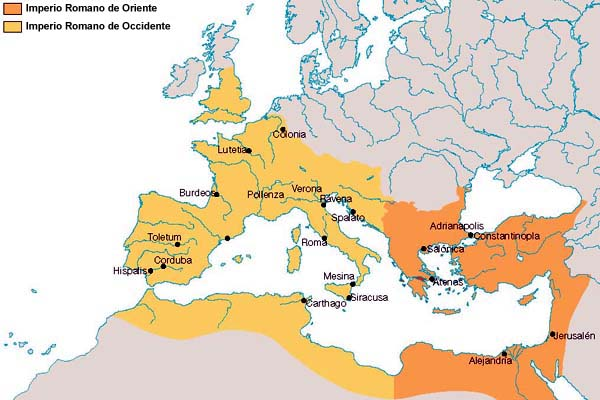 Imperio Romano de Oriente
Imperio Romano de Occidente
Colonia
Lutetia
Burdeos
Pollenza
Verona
Ravena
Spalato
Adrianapolis
Constantinopla
Toletum
Roma
Salónica
Corduba
Hispalis
Mesina
Atenas
Siracusa
Carthago
Jerusalén
Alejandría